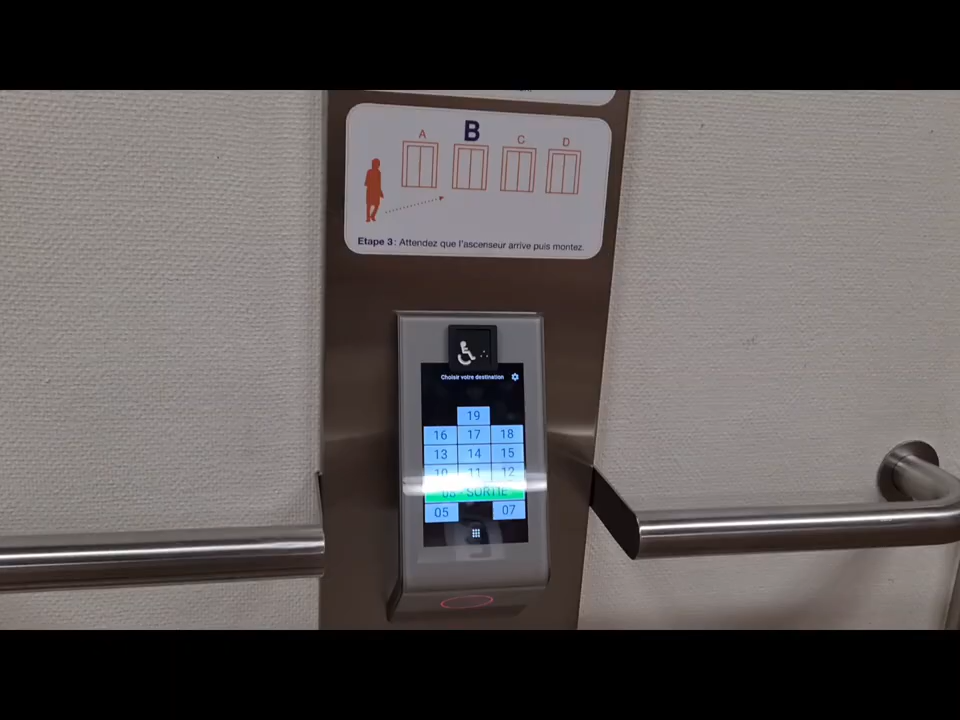 A B C D
Etape 3: Attendez que l'ascenseur arrive puis montez.
Choisir votre destination
19
16 17 18
13 14 15
10 11 12
08 - SORTIE
05 07